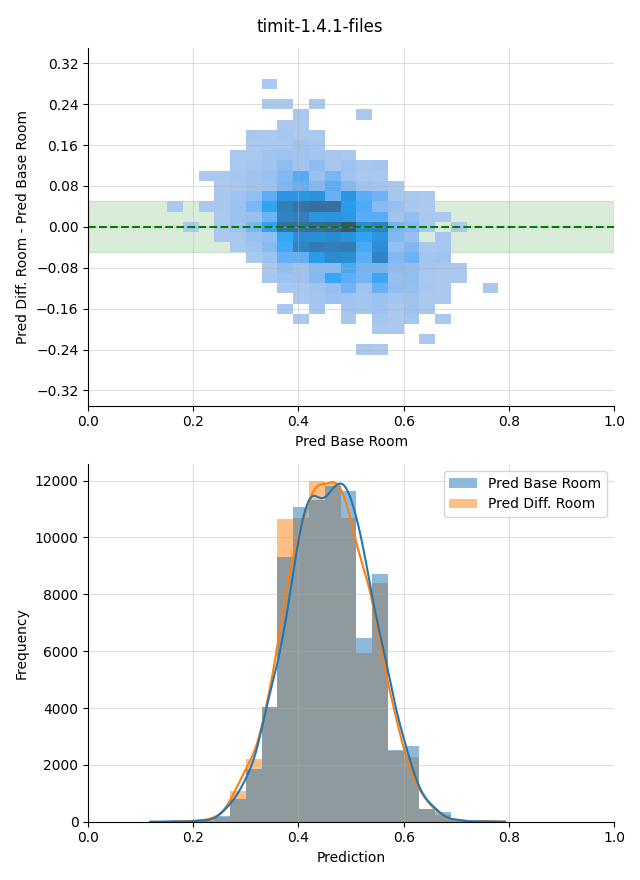 timit-1.4.1-files
0.32
0.24
0.16
0.08
0.00
−0.08
−0.16
−0.24
−0.32
Pred Diff. Room - Pred Base Room
0.0 0.2 0.4 0.6 0.8 1.0
Pred Base Room
12000
10000
8000
6000
4000
2000
0
Frequency
Pred Base Room
Pred Diff. Room
0.0 0.2 0.4 0.6 0.8 1.0
Prediction